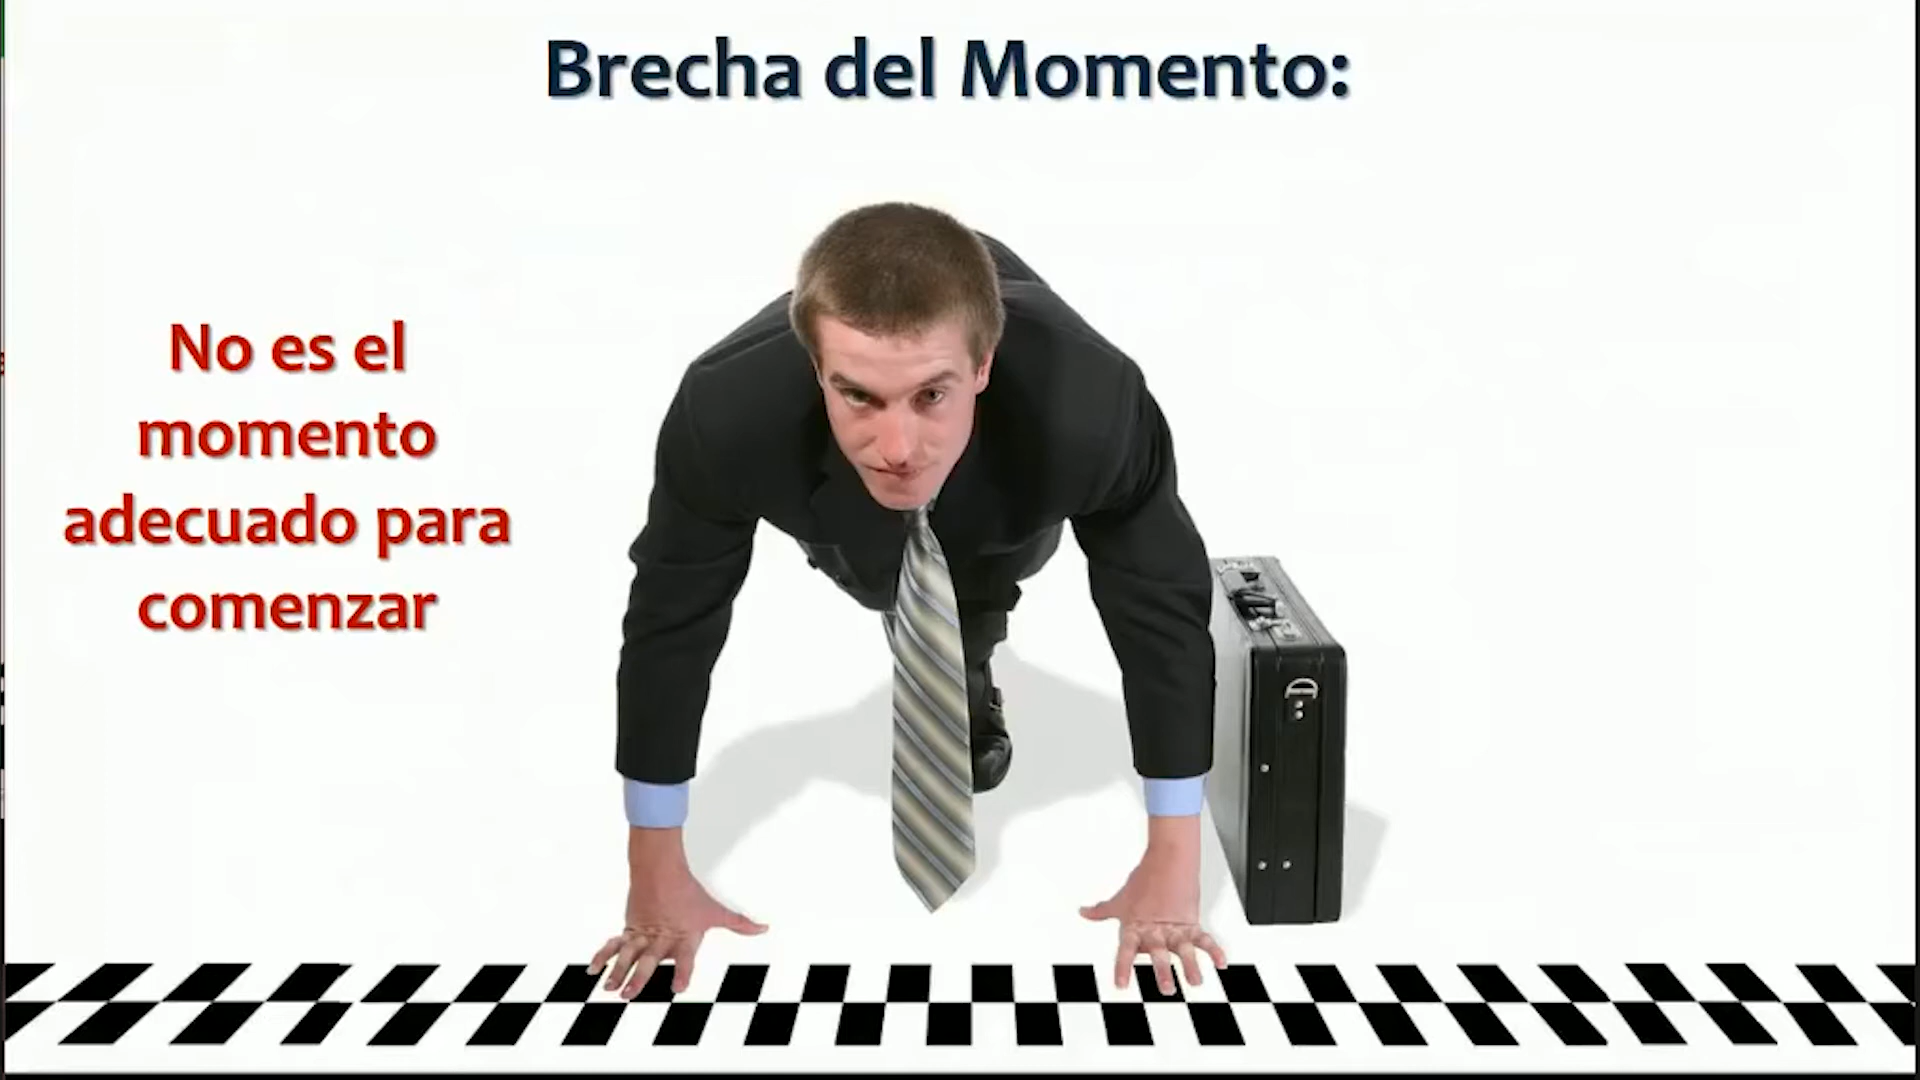 Brecha del Momento:
No es el
momento
adecuado para
comenzar